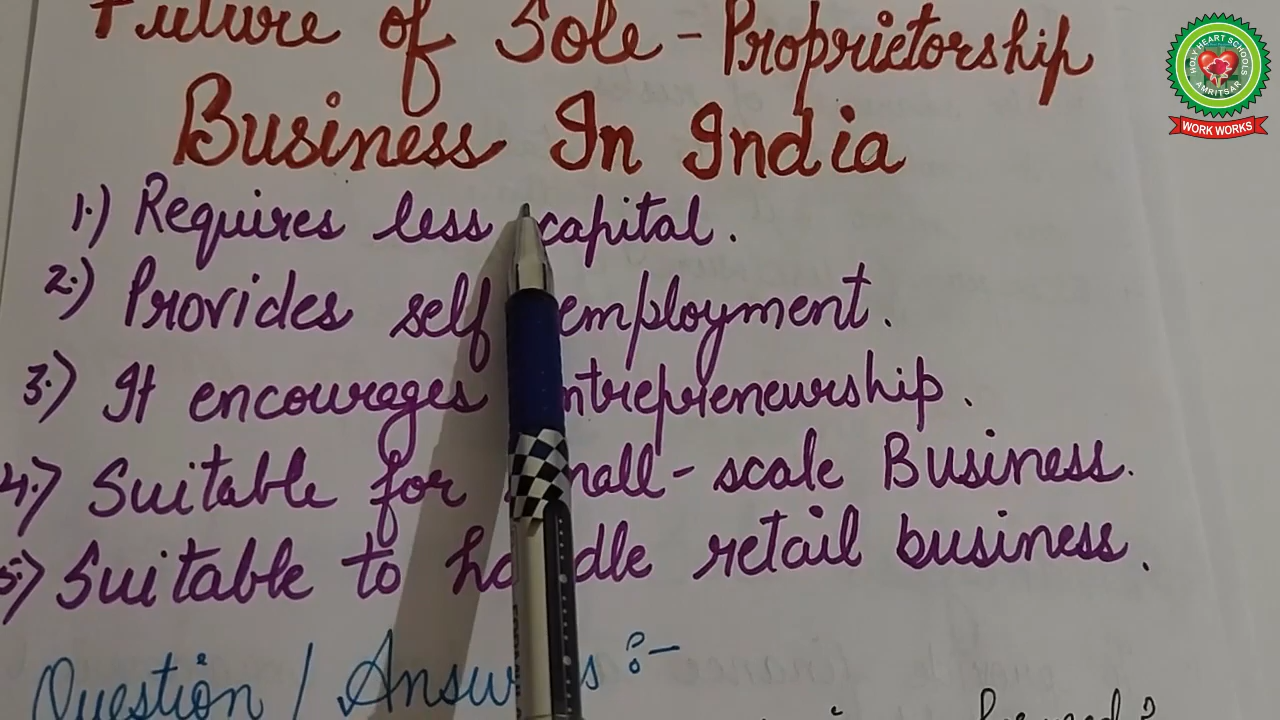 Future of Sole - Proprietorship
Business In India
1.) Requires less capital.
2.) Provides self employment.
3.) It encourages entrepreneurship.
4.) Suitable for small-scale Business.
5.) Suitable to handle retail business.
Question / Answers :-
HOLY HEART SCHOOLS
AMRITSAR
WORK WORKS